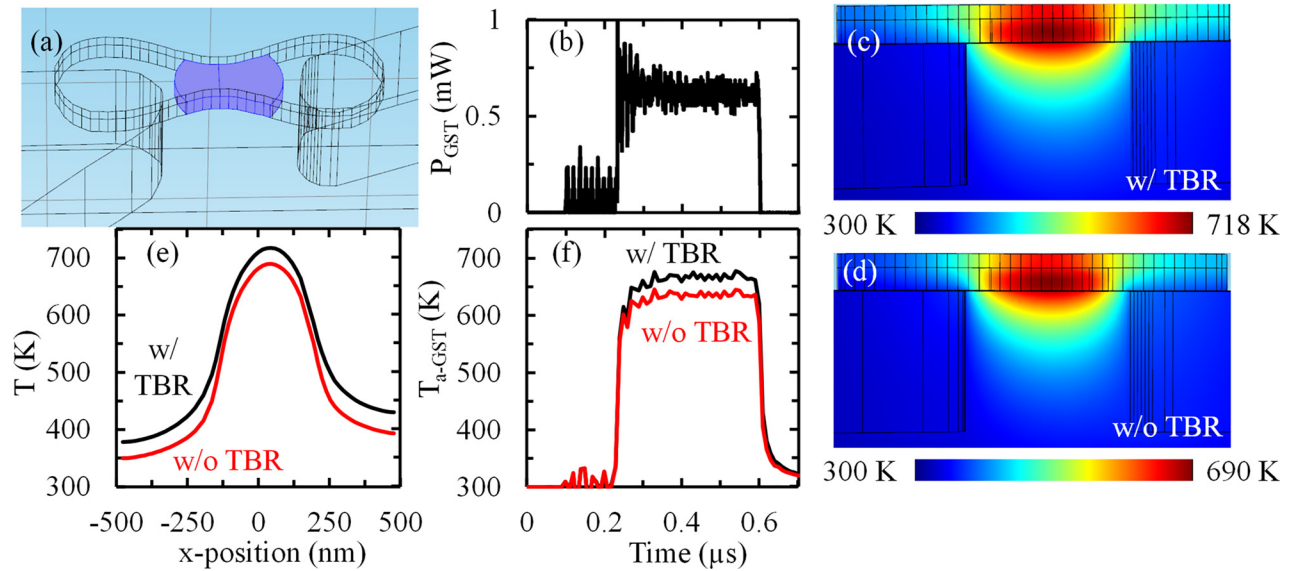 (a)
(b)
P_GST (mW)
1
0.5
0
(c)
w/ TBR
300 K
718 K
(d)
w/o TBR
300 K
690 K
(e)
T (K)
700
600
500
400
300
w/
TBR
w/o TBR
-500
-250
0
250
500
x-position (nm)
(f)
T_a-GST (K)
700
600
500
400
300
w/ TBR
w/o TBR
0
0.2
0.4
0.6
Time (µs)